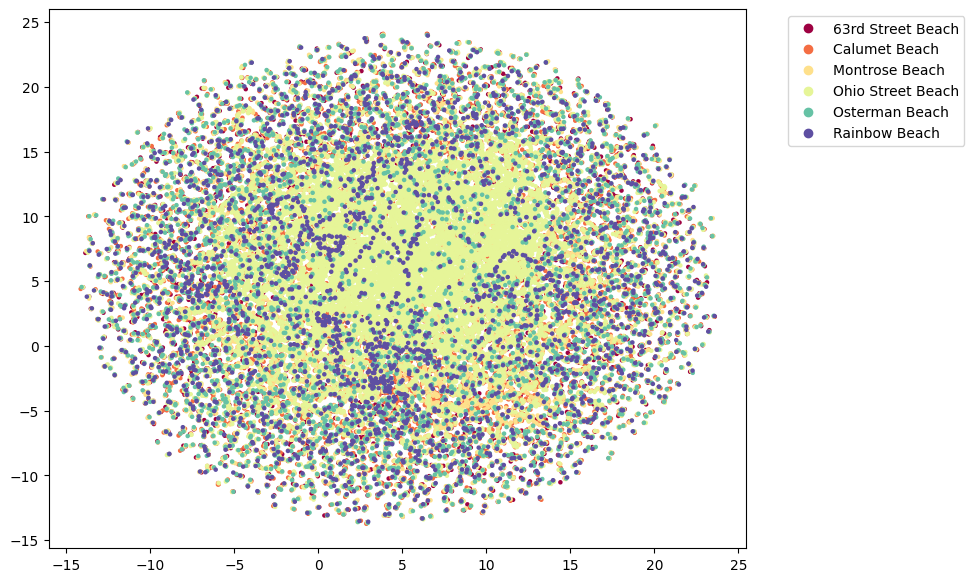 25
20
15
10
5
0
−5
−10
−15
−15 −10 −5 0 5 10 15 20 25
63rd Street Beach
Calumet Beach
Montrose Beach
Ohio Street Beach
Osterman Beach
Rainbow Beach